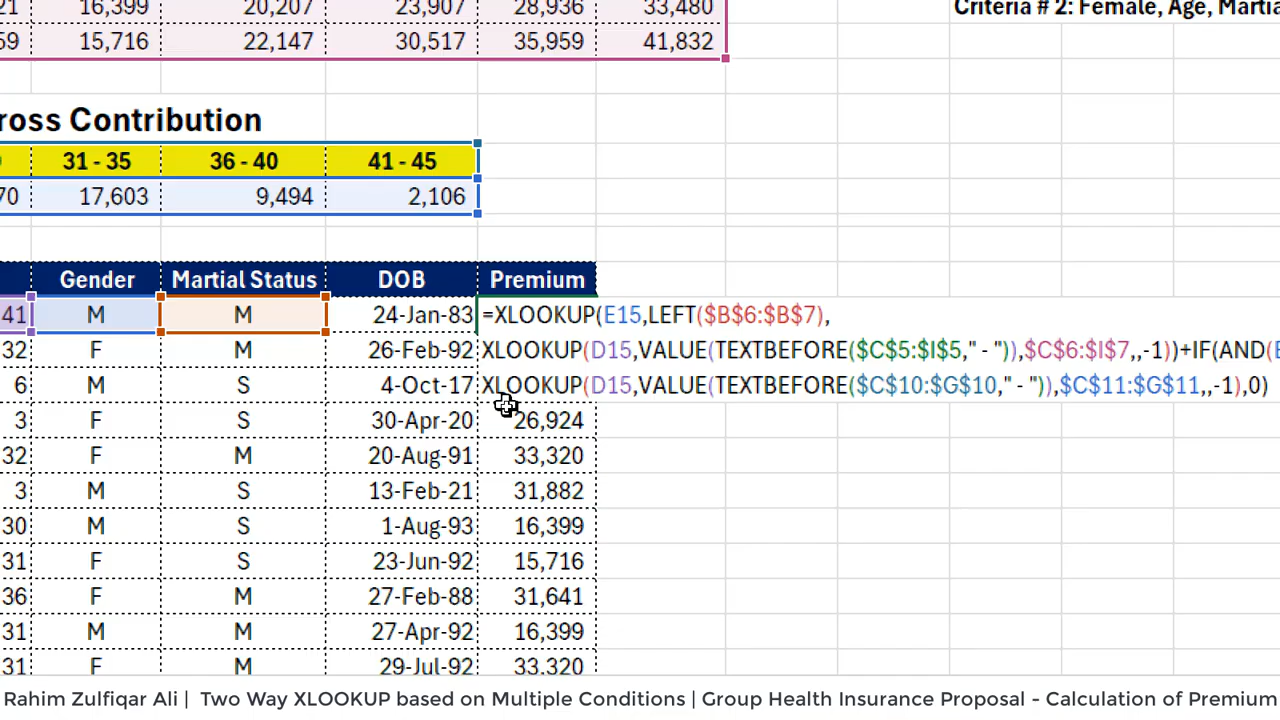 21 16,399 20,207 23,907 28,936 33,480 Criteria # 2: Female, Age, Martia
59 15,716 22,147 30,517 35,959 41,832
ross Contribution
31 - 35 36 - 40 41 - 45
70 17,603 9,494 2,106
Gender Martial Status DOB Premium
41 M M 24-Jan-83 =XLOOKUP(E15,LEFT($B$6:$B$7),
32 F M 26-Feb-92 XLOOKUP(D15,VALUE(TEXTBEFORE($C$5:$I$5," - ")),$C$6:$I$7,,-1))+IF(AND(E
6 M S 4-Oct-17 XLOOKUP(D15,VALUE(TEXTBEFORE($C$10:$G$10," - ")),$C$11:$G$11,,-1),0)
3 F S 30-Apr-20 26,924
32 F M 20-Aug-91 33,320
3 M S 13-Feb-21 31,882
30 M S 1-Aug-93 16,399
31 F S 23-Jun-92 15,716
36 F M 27-Feb-88 31,641
31 M M 27-Apr-92 16,399
31 F M 29-Jul-92 33,320
Rahim Zulfiqar Ali | Two Way XLOOKUP based on Multiple Conditions | Group Health Insurance Proposal - Calculation of Premium